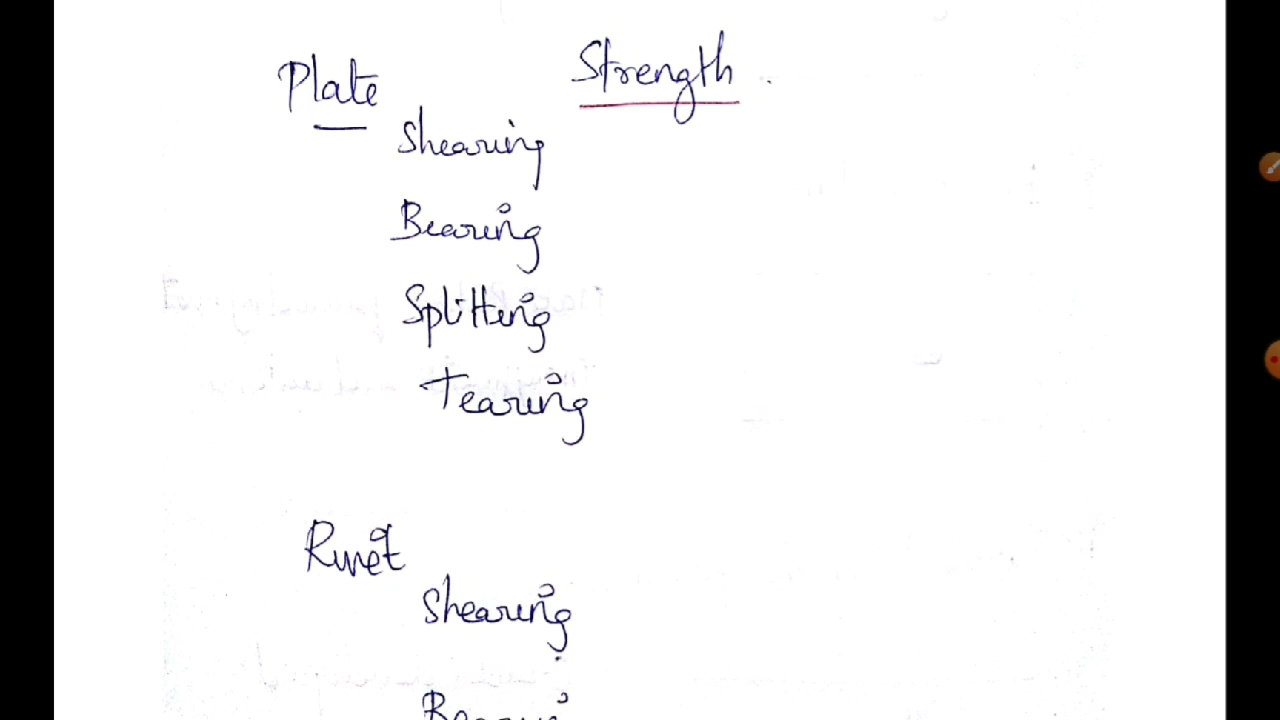 Plate Strength
Shearing
Bearing
Splitting
Tearing
Rivet
Shearing